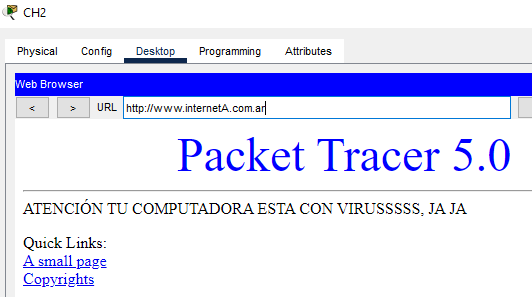 CH2
Physical Config Desktop Programming Attributes
Web Browser
< > URL http://www.internetA.com.ar
Packet Tracer 5.0
ATENCIÓN TU COMPUTADORA ESTA CON VIRUSSSSS, JA JA
Quick Links:
A small page
Copyrights